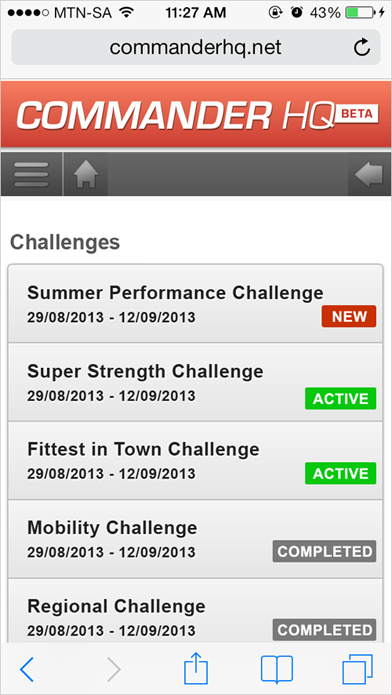 MTN-SA 11:27 AM 43%
commanderhq.net
COMMANDER HQ BETA
Challenges
Summer Performance Challenge
29/08/2013 - 12/09/2013 NEW
Super Strength Challenge
29/08/2013 - 12/09/2013 ACTIVE
Fittest in Town Challenge
29/08/2013 - 12/09/2013 ACTIVE
Mobility Challenge
29/08/2013 - 12/09/2013 COMPLETED
Regional Challenge
29/08/2013 - 12/09/2013 COMPLETED